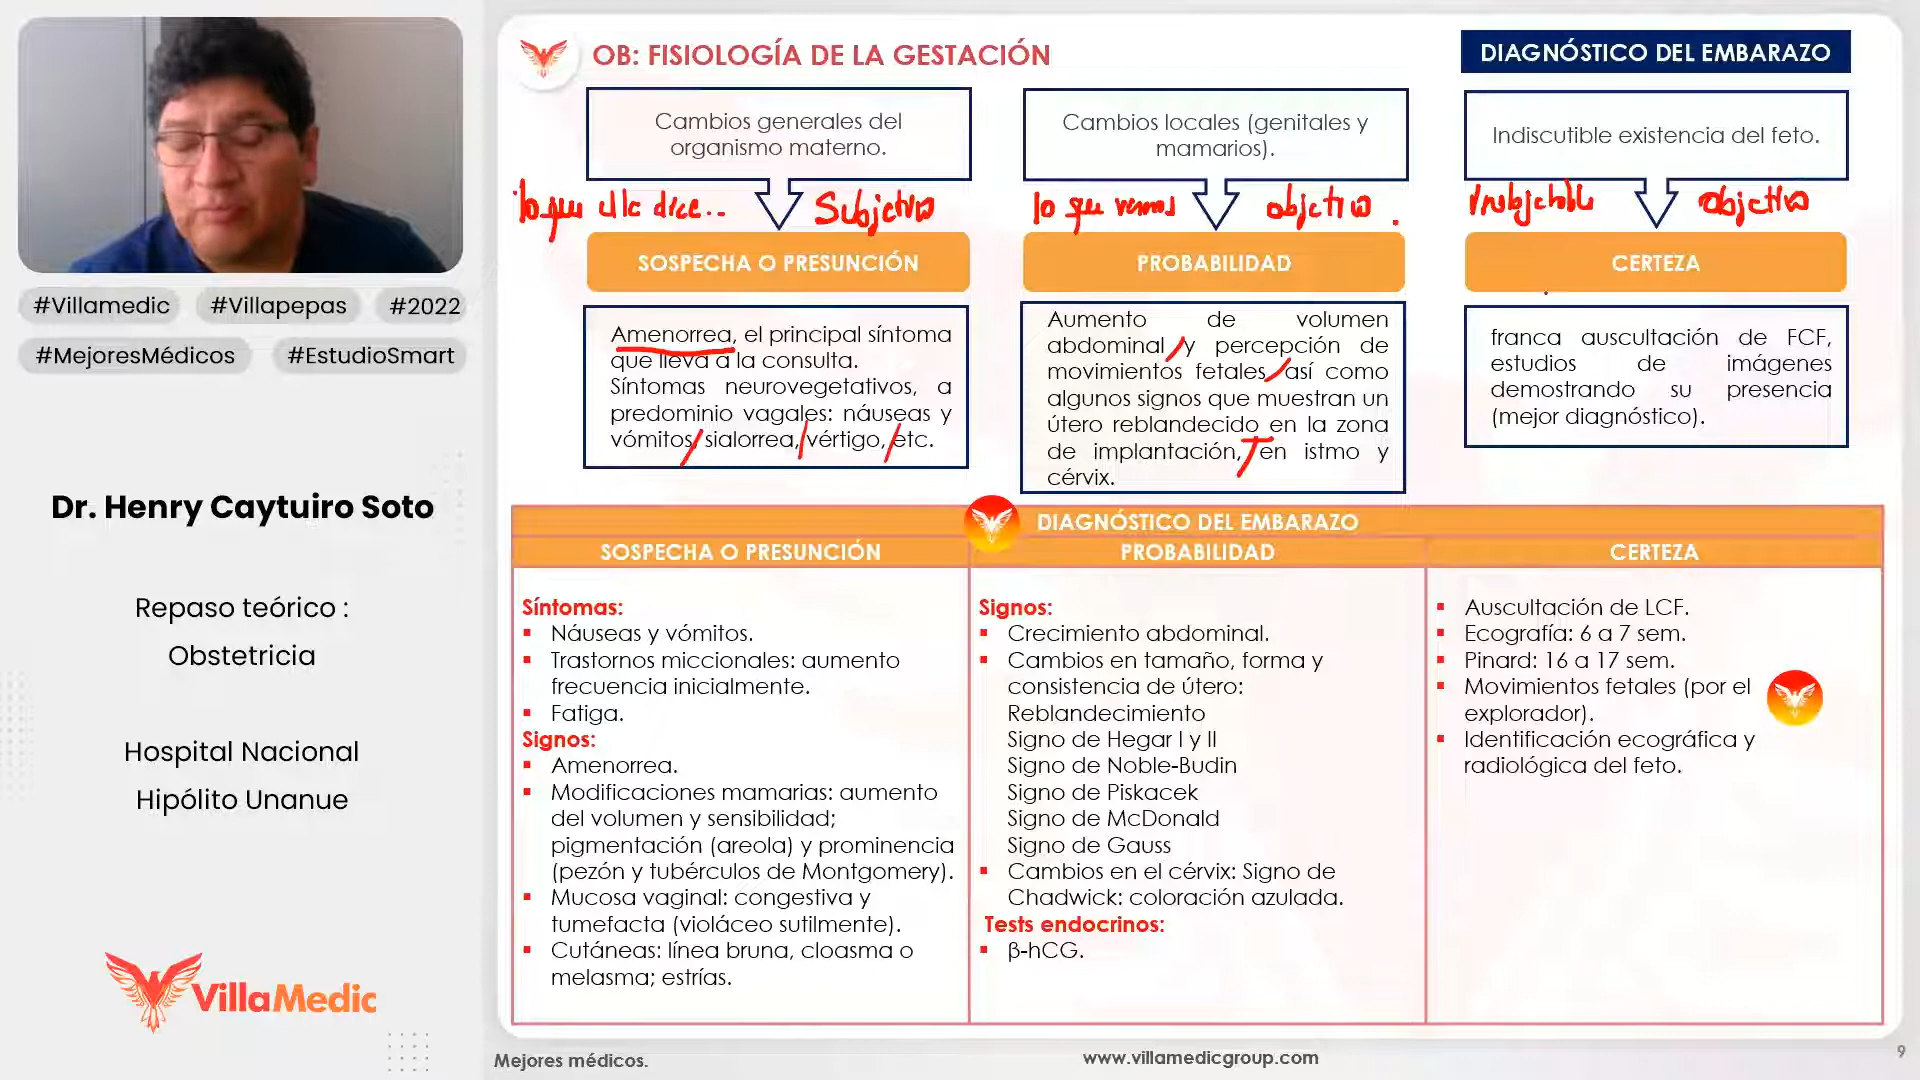 OB: FISIOLOGÍA DE LA GESTACIÓN
DIAGNÓSTICO DEL EMBARAZO
Cambios generales del
organismo materno.
Cambios locales (genitales y
mamarios).
Indiscutible existencia del feto.
lo que ella dice..
Subjetivo
lo que vemos
objetivo.
objetivo
SOSPECHA O PRESUNCIÓN
PROBABILIDAD
CERTEZA
Amenorrea, el principal síntoma
que lleva a la consulta.
Síntomas neurovegetativos, a
predominio vagales: náuseas y
vómitos, sialorrea, vértigo, etc.
Aumento de volumen
abdominal y percepción de
movimientos fetales, así como
algunos signos que muestran un
útero reblandecido en la zona
de implantación, en istmo y
cérvix.
franca auscultación de FCF,
estudios de imágenes
demostrando su presencia
(mejor diagnóstico).
DIAGNÓSTICO DEL EMBARAZO
SOSPECHA O PRESUNCIÓN
PROBABILIDAD
CERTEZA
Síntomas:
▪ Náuseas y vómitos.
▪ Trastornos miccionales: aumento
frecuencia inicialmente.
▪ Fatiga.
Signos:
▪ Amenorrea.
▪ Modificaciones mamarias: aumento
del volumen y sensibilidad;
pigmentación (areola) y prominencia
(pezón y tubérculos de Montgomery).
▪ Mucosa vaginal: congestiva y
tumefacta (violáceo sutilmente).
▪ Cutáneas: línea bruna, cloasma o
melasma; estrías.
Signos:
▪ Crecimiento abdominal.
▪ Cambios en tamaño, forma y
consistencia de útero:
Reblandecimiento
Signo de Hegar I y II
Signo de Noble-Budin
Signo de Piskacek
Signo de McDonald
Signo de Gauss
▪ Cambios en el cérvix: Signo de
Chadwick: coloración azulada.
Tests endocrinos:
▪ β-hCG.
▪ Auscultación de LCF.
▪ Ecografía: 6 a 7 sem.
▪ Pinard: 16 a 17 sem.
▪ Movimientos fetales (por el
explorador).
▪ Identificación ecográfica y
radiológica del feto.
#Villamedic #Villapepas #2022
#MejoresMédicos #EstudioSmart
Dr. Henry Caytuiro Soto
Repaso teórico :
Obstetricia
Hospital Nacional
Hipólito Unanue
VillaMedic
Mejores médicos.
www.villamedicgroup.com
9